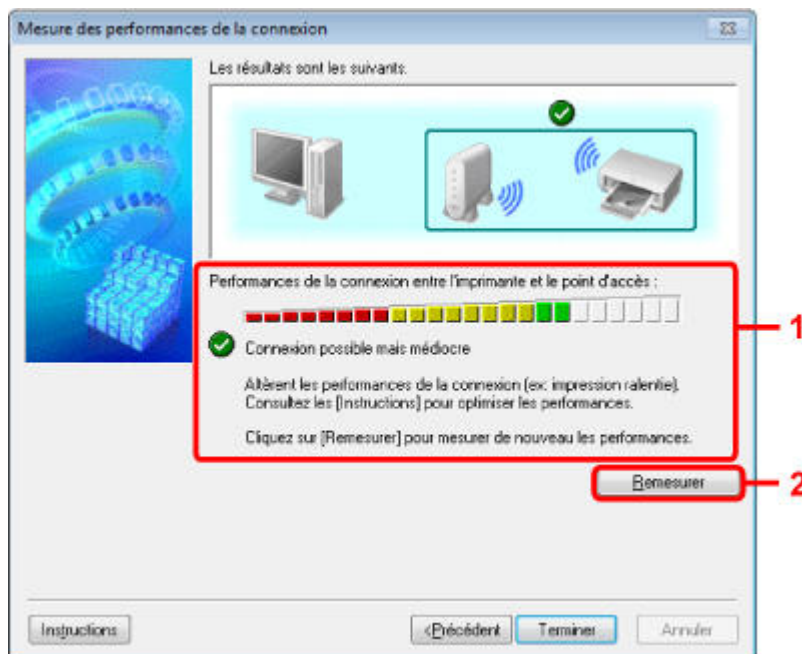 Mesure des performances de la connexion
Les résultats sont les suivants.
Performances de la connexion entre l'imprimante et le point d'accès :
1
Connexion possible mais médiocre
Altèrent les performances de la connexion (ex: impression ralentie).
Consultez les [Instructions] pour optimiser les performances.
Cliquez sur [Remesurer] pour mesurer de nouveau les performances.
Remesurer
2
Instructions
<Précédent
Terminer
Annuler